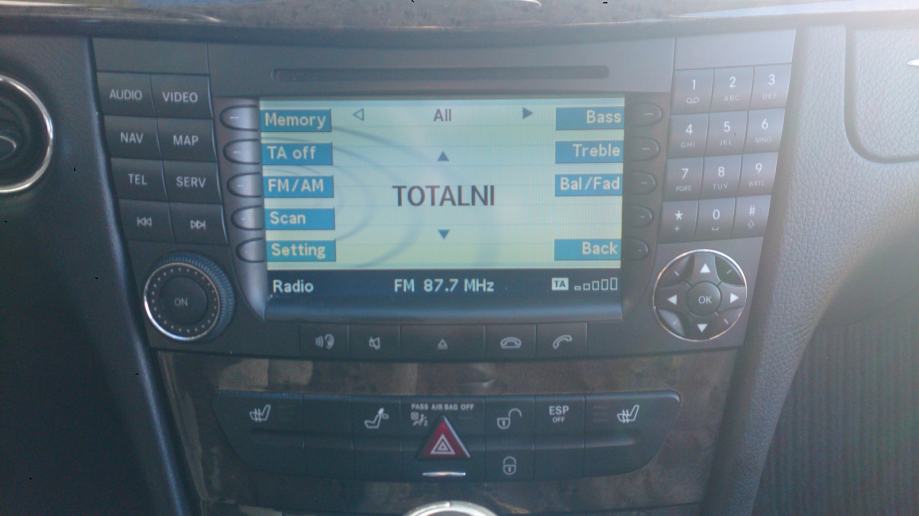 AUDIO VIDEO
NAV MAP
TEL SERV
ON
Memory All Bass
TA off Treble
FM/AM TOTALNI Bal/Fad
Scan
Setting Back
Radio FM 87.7 MHz TA
1 2 ABC 3 DEF
4 GHI 5 JKL 6 MNO
7 PQRS 8 TUV 9 WXYZ
* 0 #
+
OK
PASS AIR BAG OFF
ESP
OFF